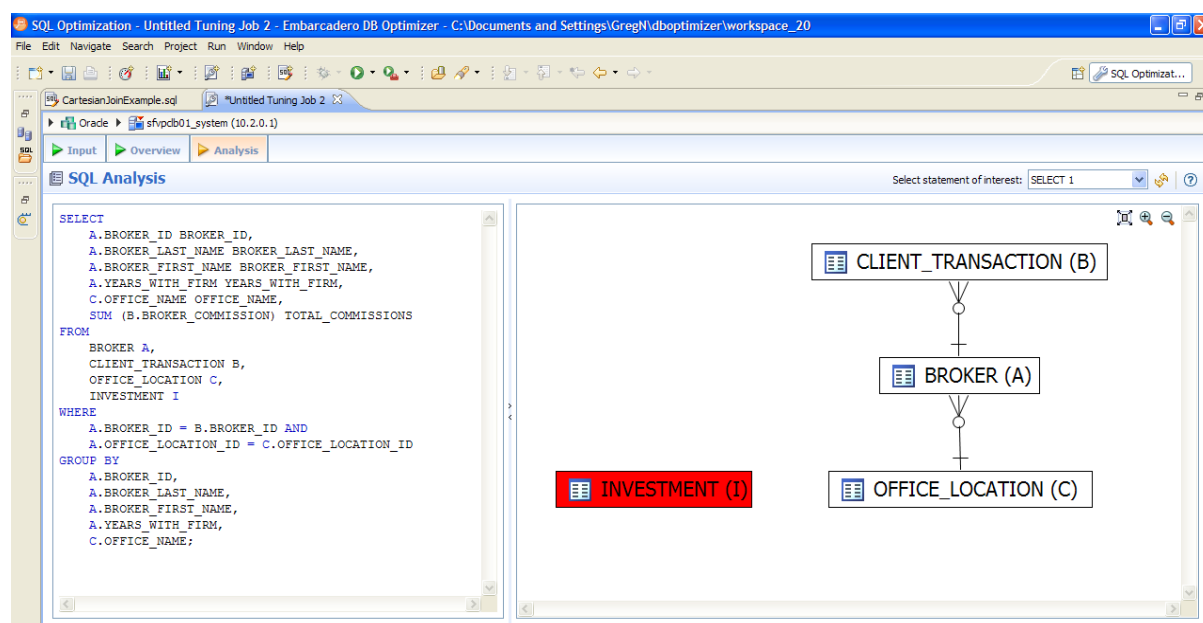 SQL Optimization - Untitled Tuning Job 2 - Embarcadero DB Optimizer - C:\Documents and Settings\GregN\dboptimizer\workspace_20
File Edit Navigate Search Project Run Window Help
SQL Optimizat...
CartesianJoinExample.sql *Untitled Tuning Job 2
Oracle sfvpdb01_system (10.2.0.1)
Input Overview Analysis
SQL Analysis
Select statement of interest: SELECT 1
SELECT
A.BROKER_ID BROKER_ID,
A.BROKER_LAST_NAME BROKER_LAST_NAME,
A.BROKER_FIRST_NAME BROKER_FIRST_NAME,
A.YEARS_WITH_FIRM YEARS_WITH_FIRM,
C.OFFICE_NAME OFFICE_NAME,
SUM (B.BROKER_COMMISSION) TOTAL_COMMISSIONS
FROM
BROKER A,
CLIENT_TRANSACTION B,
OFFICE_LOCATION C,
INVESTMENT I
WHERE
A.BROKER_ID = B.BROKER_ID AND
A.OFFICE_LOCATION_ID = C.OFFICE_LOCATION_ID
GROUP BY
A.BROKER_ID,
A.BROKER_LAST_NAME,
A.BROKER_FIRST_NAME,
A.YEARS_WITH_FIRM,
C.OFFICE_NAME;
CLIENT_TRANSACTION (B)
BROKER (A)
INVESTMENT (I)
OFFICE_LOCATION (C)